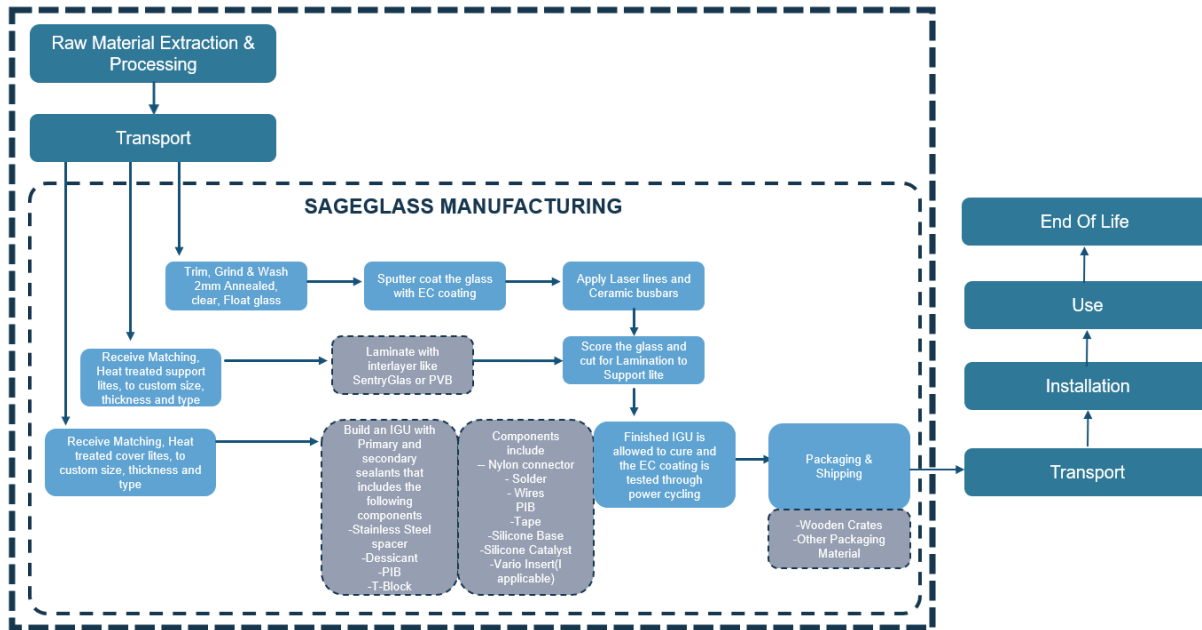 Raw Material Extraction &
Processing
Transport
SAGEGLASS MANUFACTURING
Trim, Grind & Wash
2mm Annealed,
clear, Float glass
Sputter coat the glass
with EC coating
Apply Laser lines and
Ceramic busbars
Receive Matching,
Heat treated support
lites, to custom size,
thickness and type
Laminate with
interlayer like
SentryGlas or PVB
Score the glass and
cut for Lamination to
Support lite
Receive Matching, Heat
treated cover lites, to
custom size, thickness and
type
Build an IGU with
Primary and
secondary
sealants that
includes the
following
components
-Stainless Steel
spacer
-Dessicant
-PIB
-T-Block
Components
include
– Nylon connector
- Solder
- Wires
PIB
-Tape
-Silicone Base
-Silicone Catalyst
-Vario Insert(I
applicable)
Finished IGU is
allowed to cure and
the EC coating is
tested through
power cycling
Packaging &
Shipping
-Wooden Crates
-Other Packaging
Material
End Of Life
Use
Installation
Transport